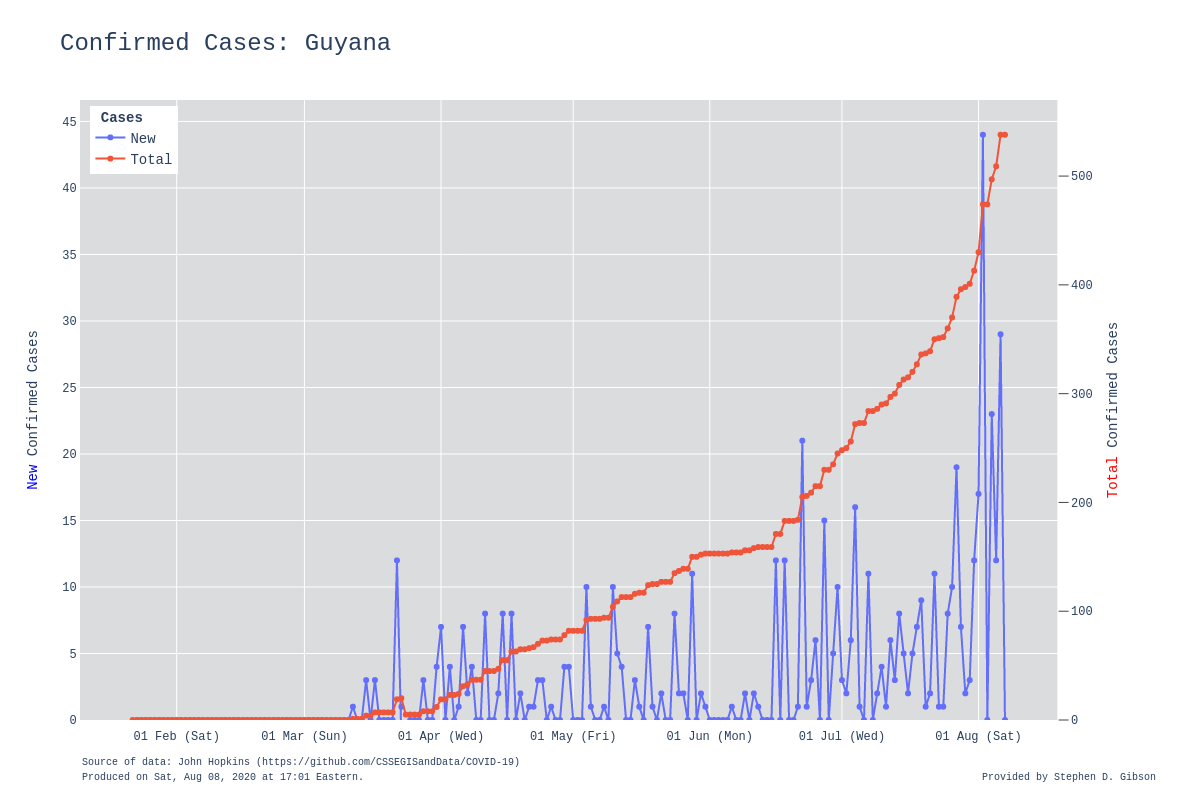 Confirmed Cases: Guyana
Cases
New
Total
45
40
35
30
25
20
15
10
5
0
500
400
300
200
100
0
New Confirmed Cases
Total Confirmed Cases
01 Feb (Sat)
01 Mar (Sun)
01 Apr (Wed)
01 May (Fri)
01 Jun (Mon)
01 Jul (Wed)
01 Aug (Sat)
Source of data: John Hopkins (https://github.com/CSSEGISandData/COVID-19)
Produced on Sat, Aug 08, 2020 at 17:01 Eastern.
Provided by Stephen D. Gibson